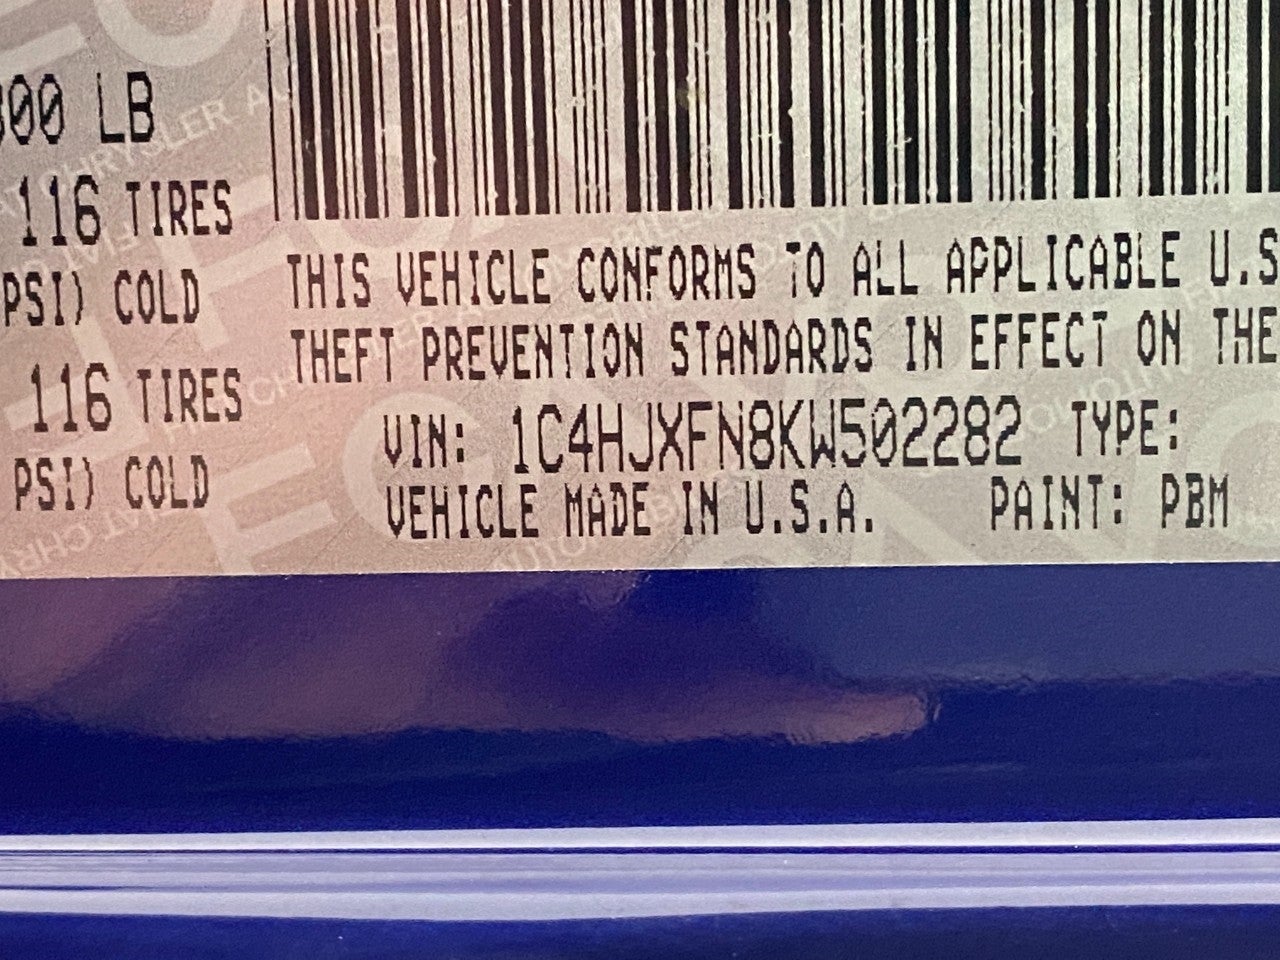 00 LB
116 TIRES
PSI) COLD
116 TIRES
PSI) COLD
THIS VEHICLE CONFORMS TO ALL APPLICABLE U.S
THEFT PREVENTION STANDARDS IN EFFECT ON THE
VIN: 1C4HJXFN8KW502282 TYPE:
VEHICLE MADE IN U.S.A. PAINT: PBM